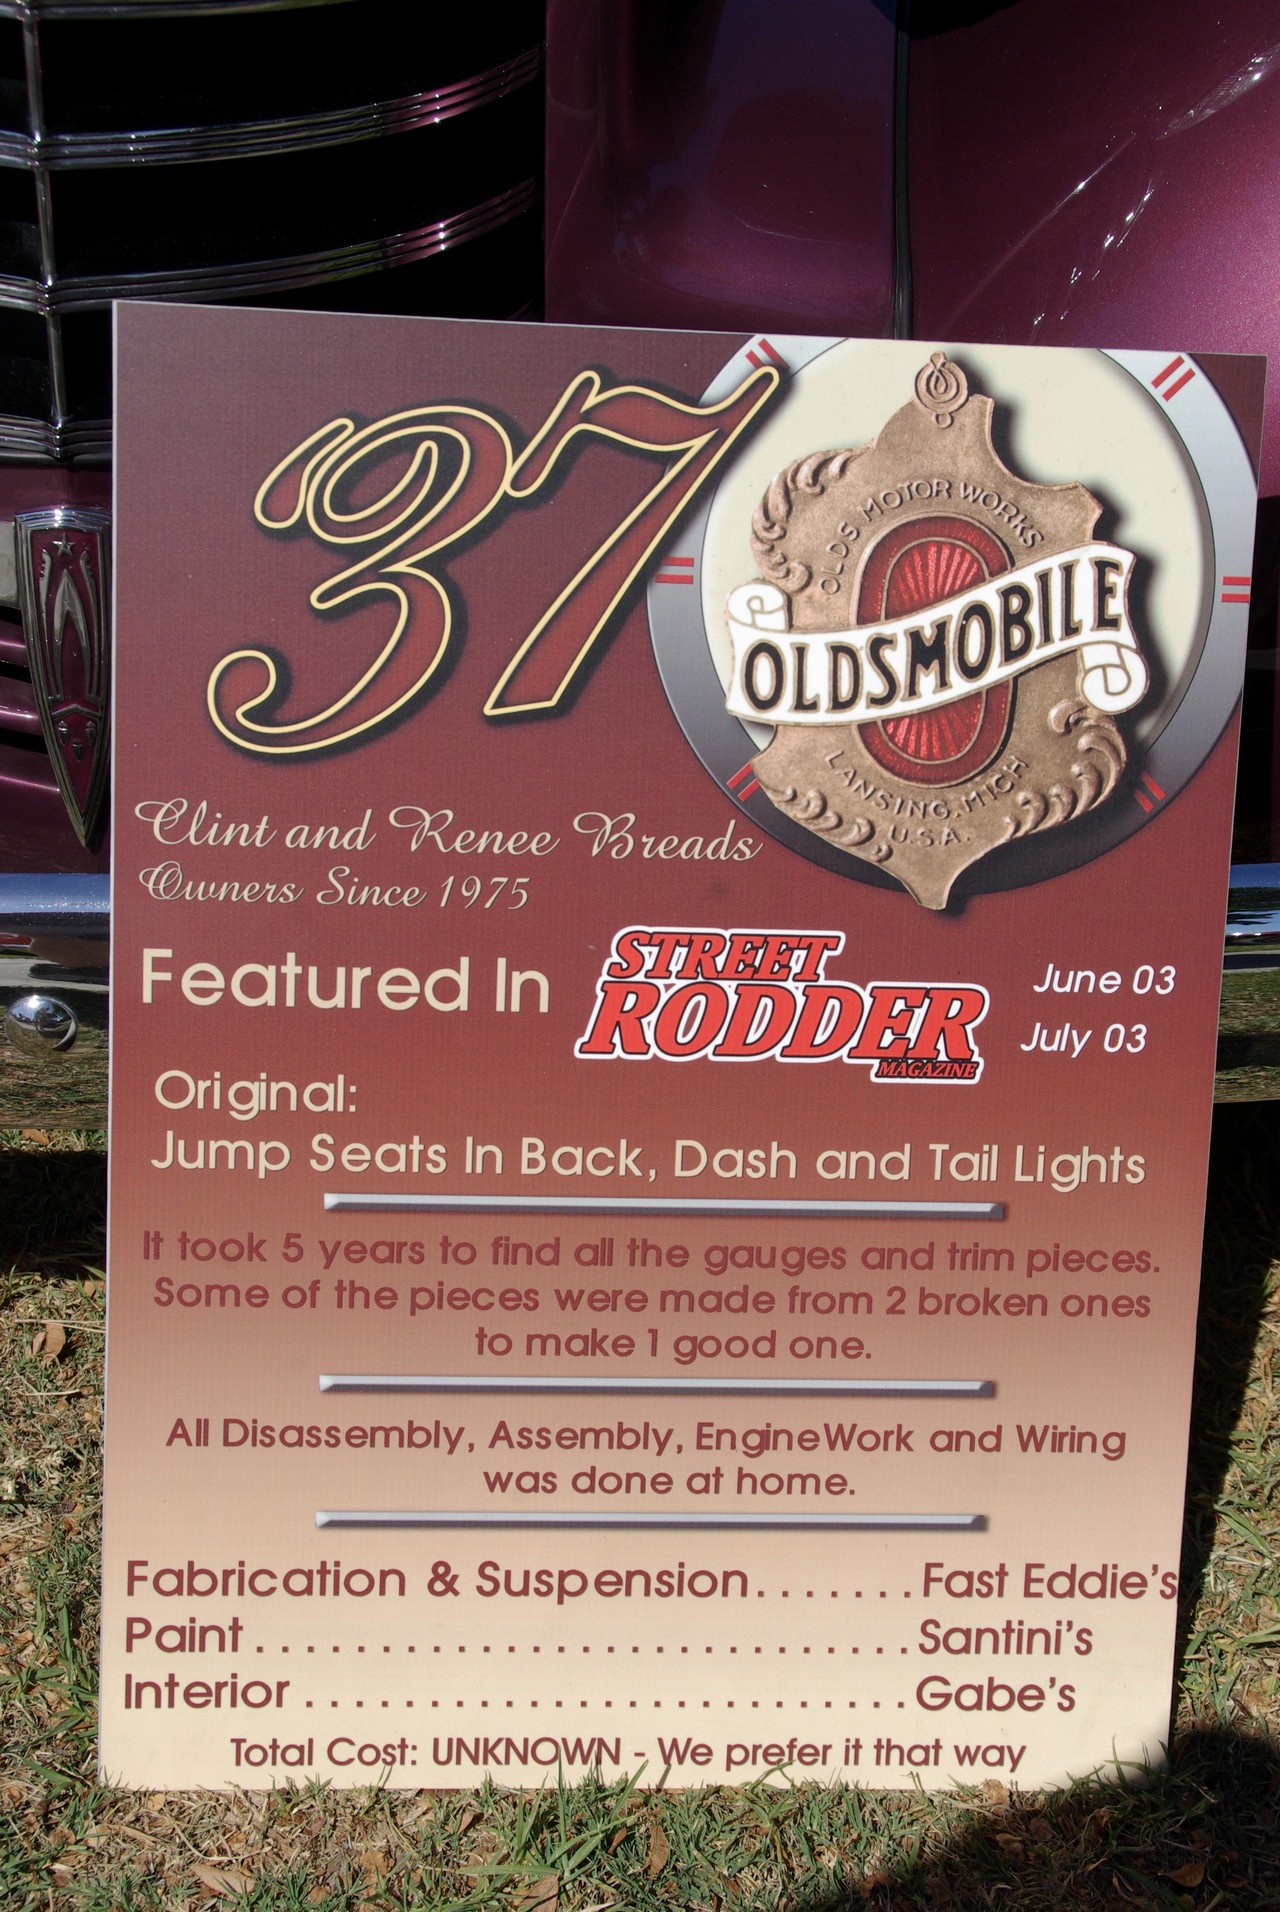 '37
OLDS MOTOR WORKS
OLDSMOBILE
LANSING, MICH
U.S.A.
Clint and Renee Breads
Owners Since 1975
Featured In
STREET
RODDER
MAGAZINE
June 03
July 03
Original:
Jump Seats In Back, Dash and Tail Lights
It took 5 years to find all the gauges and trim pieces.
Some of the pieces were made from 2 broken ones
to make 1 good one.
All Disassembly, Assembly, EngineWork and Wiring
was done at home.
Fabrication & Suspension.......Fast Eddie's
Paint...........................Santini's
Interior.........................Gabe's
Total Cost: UNKNOWN - We prefer it that way